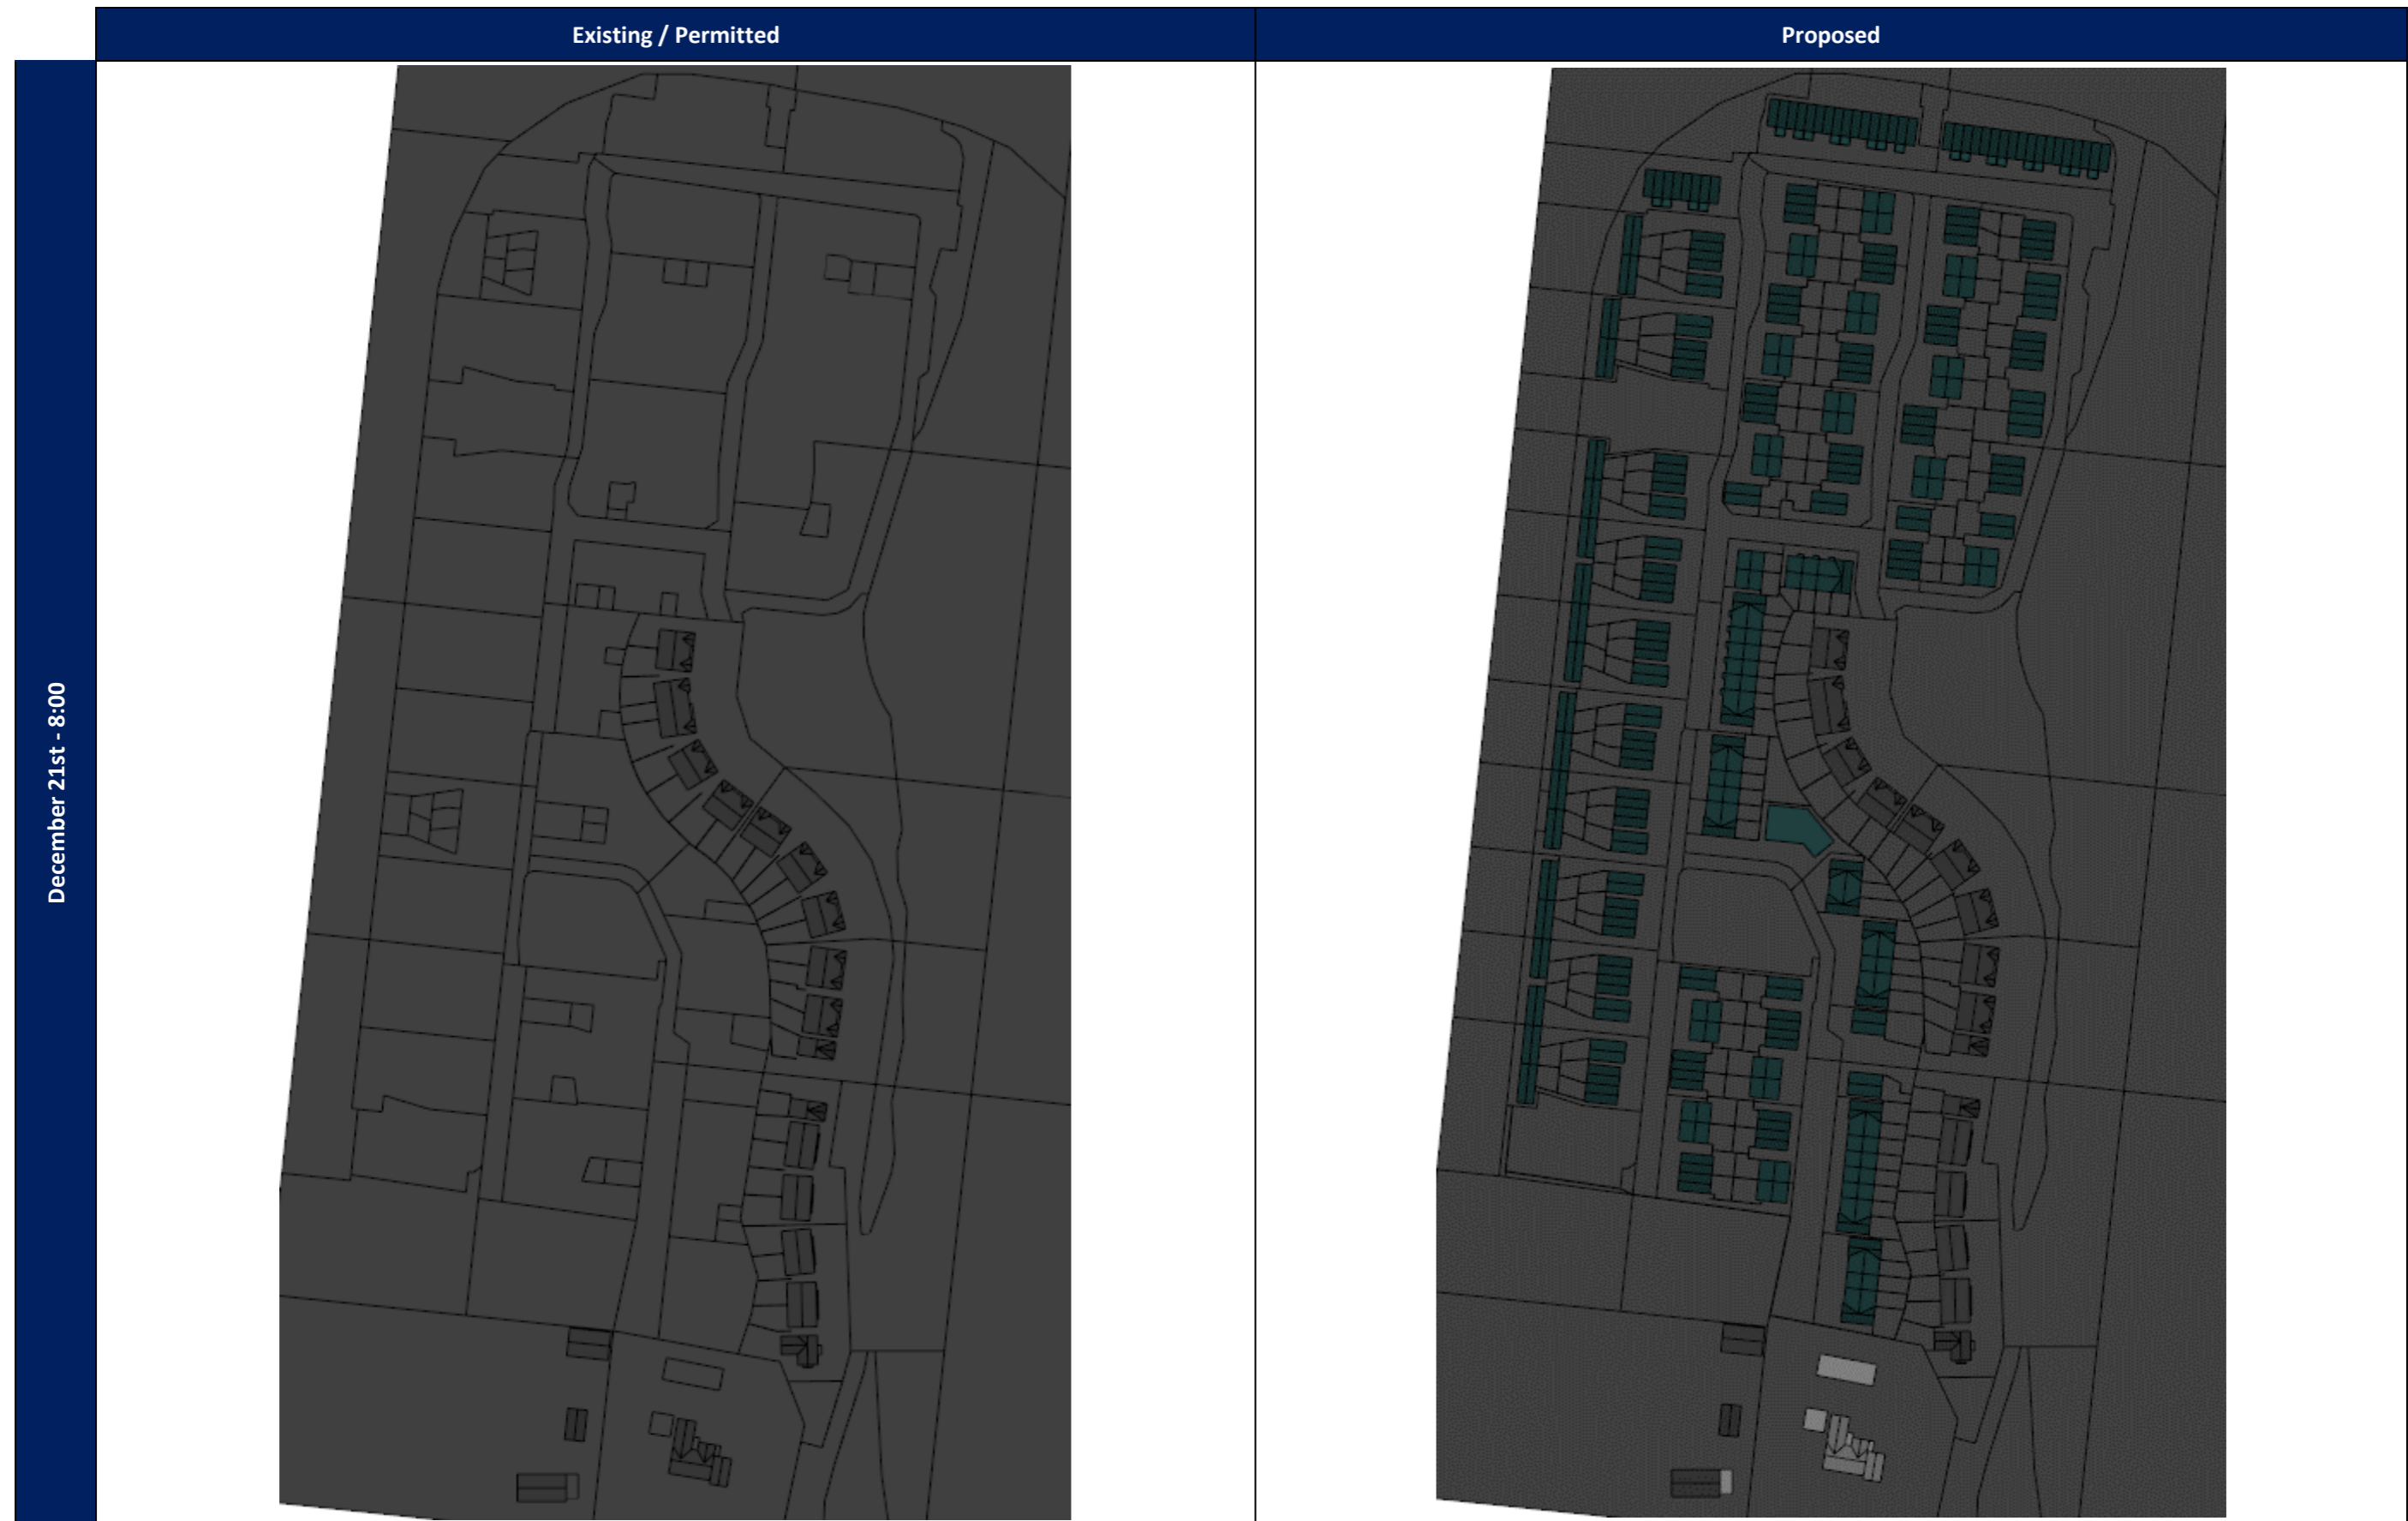 Existing / Permitted
Proposed
December 21st - 8:00